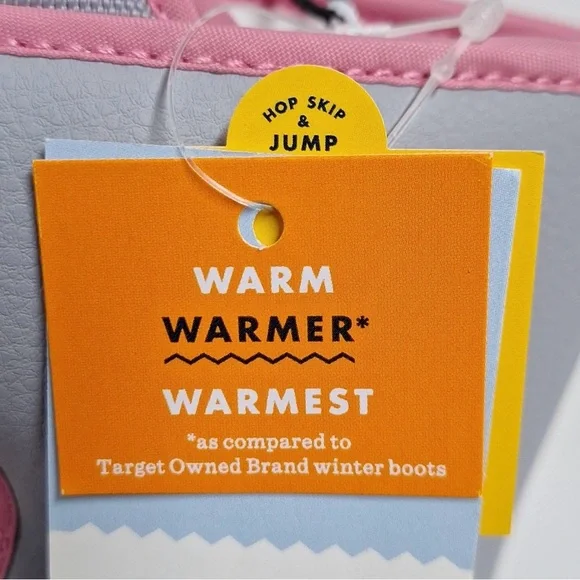 HOP SKIP
&
JUMP
WARM
WARMER*
WARMEST
*as compared to
Target Owned Brand winter boots